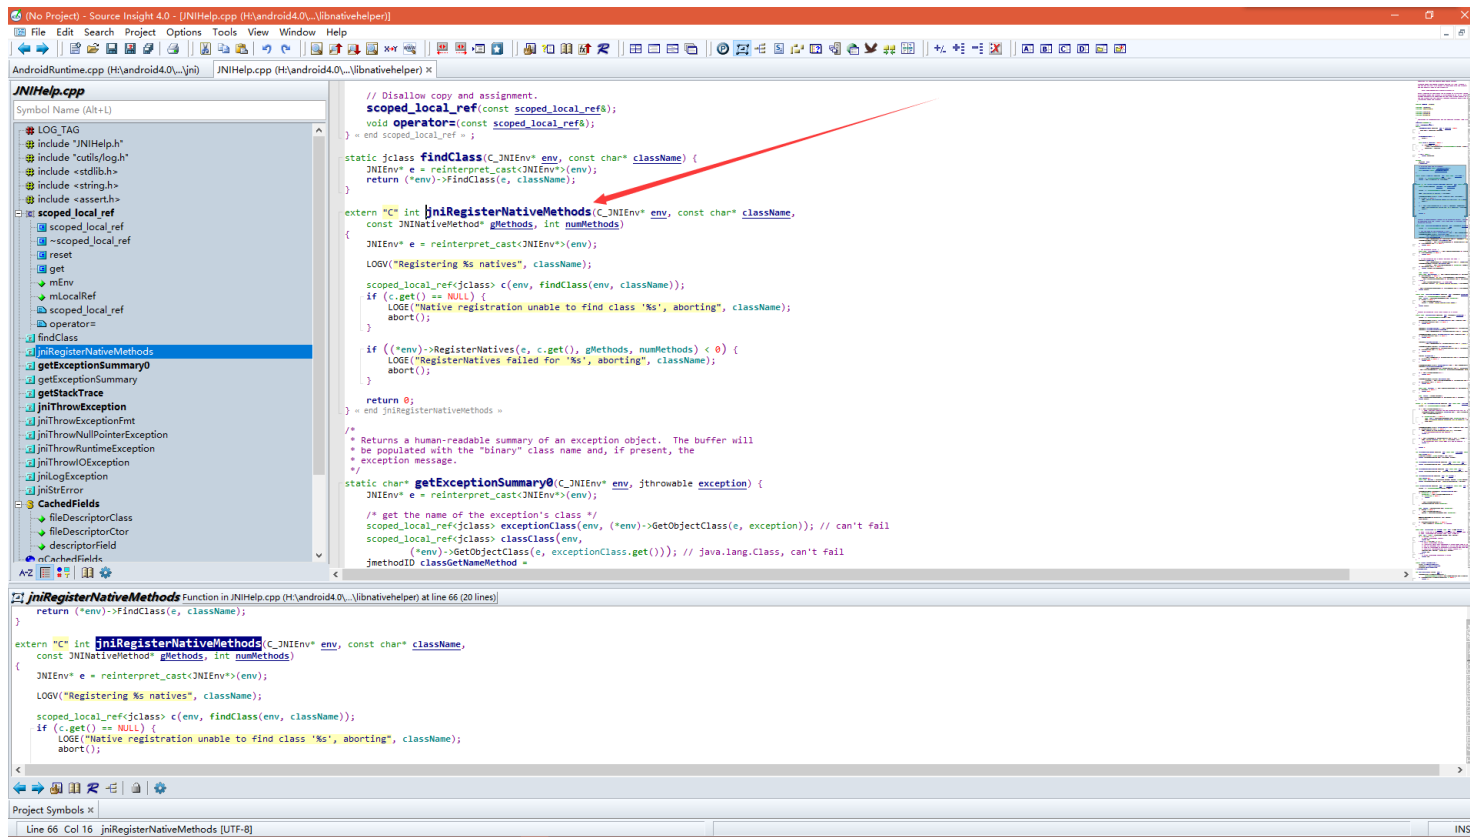 (No Project) - Source Insight 4.0 - [JNIHelp.cpp (H:\android4.0\...\libnativehelper)]
File Edit Search Project Options Tools View Window Help
AndroidRuntime.cpp (H:\android4.0\...\jni) JNIHelp.cpp (H:\android4.0\...\libnativehelper) ×
JNIHelp.cpp
Symbol Name (Alt+L)
LOG_TAG
include "JNIHelp.h"
include "cutils/log.h"
include <stdlib.h>
include <string.h>
include <assert.h>
scoped_local_ref
scoped_local_ref
~scoped_local_ref
reset
get
mEnv
mLocalRef
scoped_local_ref
operator=
findClass
jniRegisterNativeMethods
getExceptionSummary0
getExceptionSummary
getStackTrace
jniThrowException
jniThrowExceptionFmt
jniThrowNullPointerException
jniThrowRuntimeException
jniThrowIOException
jniLogException
jniStrError
CachedFields
fileDescriptorClass
fileDescriptorCtor
descriptorField
gCachedFields
A-Z
// Disallow copy and assignment.
scoped_local_ref(const scoped_local_ref&);
void operator=(const scoped_local_ref&);
} « end scoped_local_ref » ;
static jclass findClass(C_JNIEnv* env, const char* className) {
JNIEnv* e = reinterpret_cast<JNIEnv*>(env);
return (*env)->FindClass(e, className);
}
extern "C" int jniRegisterNativeMethods(C_JNIEnv* env, const char* className,
const JNINativeMethod* gMethods, int numMethods)
{
JNIEnv* e = reinterpret_cast<JNIEnv*>(env);
LOGV("Registering %s natives", className);
scoped_local_ref<jclass> c(env, findClass(env, className));
if (c.get() == NULL) {
LOGE("Native registration unable to find class '%s', aborting", className);
abort();
}
if ((*env)->RegisterNatives(e, c.get(), gMethods, numMethods) < 0) {
LOGE("RegisterNatives failed for '%s', aborting", className);
abort();
}
return 0;
} « end jniRegisterNativeMethods »
/*
* Returns a human-readable summary of an exception object.  The buffer will
* be populated with the "binary" class name and, if present, the
* exception message.
*/
static char* getExceptionSummary0(C_JNIEnv* env, jthrowable exception) {
JNIEnv* e = reinterpret_cast<JNIEnv*>(env);
/* get the name of the exception's class */
scoped_local_ref<jclass> exceptionClass(env, (*env)->GetObjectClass(e, exception)); // can't fail
scoped_local_ref<jclass> classClass(env,
(*env)->GetObjectClass(e, exceptionClass.get())); // java.lang.Class, can't fail
jmethodID classGetNameMethod =
jniRegisterNativeMethods Function in JNIHelp.cpp (H:\android4.0\...\libnativehelper) at line 66 (20 lines)
return (*env)->FindClass(e, className);
}
extern "C" int jniRegisterNativeMethods(C_JNIEnv* env, const char* className,
const JNINativeMethod* gMethods, int numMethods)
{
JNIEnv* e = reinterpret_cast<JNIEnv*>(env);
LOGV("Registering %s natives", className);
scoped_local_ref<jclass> c(env, findClass(env, className));
if (c.get() == NULL) {
LOGE("Native registration unable to find class '%s', aborting", className);
abort();
Project Symbols ×
Line 66 Col 16 jniRegisterNativeMethods [UTF-8]
INS